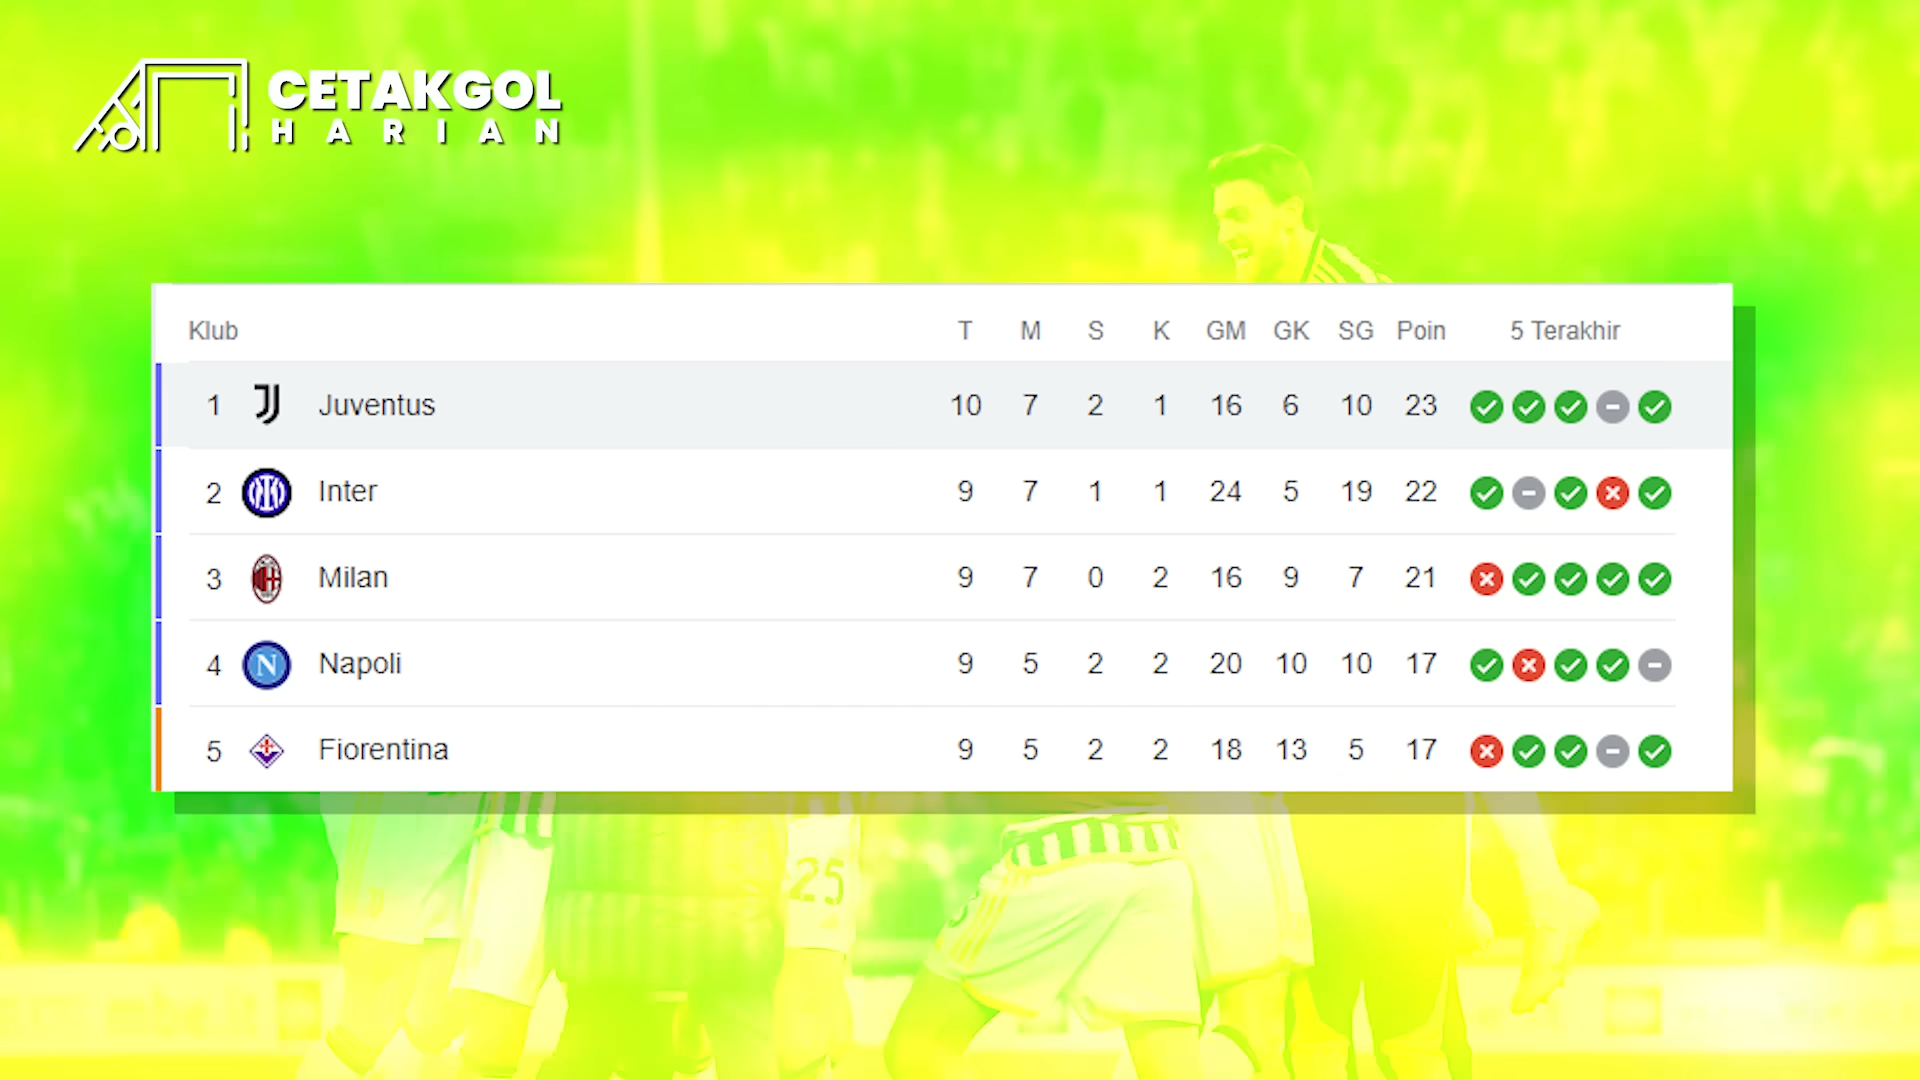 CETAKGOL
HARIAN
Klub T M S K GM GK SG Poin 5 Terakhir
1 Juventus 10 7 2 1 16 6 10 23
2 Inter 9 7 1 1 24 5 19 22
3 Milan 9 7 0 2 16 9 7 21
4 N Napoli 9 5 2 2 20 10 10 17
5 Fiorentina 9 5 2 2 18 13 5 17
25